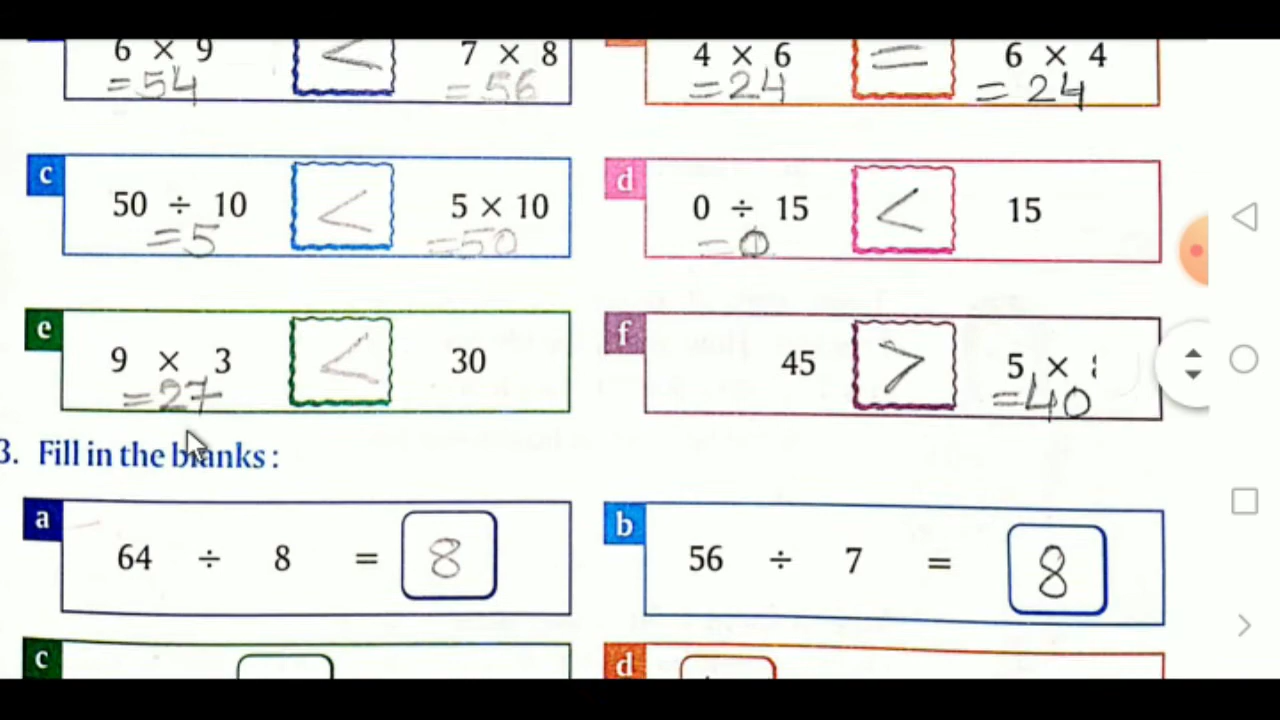 6 × 9 < 7 × 8
= 54 = 56
4 × 6 = 6 × 4
= 24 = 24
c 50 ÷ 10 < 5 × 10
= 5 = 50
d 0 ÷ 15 < 15
= 0
e 9 × 3 < 30
= 27
f 45 > 5 ×
= 40
3. Fill in the blanks :
a 64 ÷ 8 = 8
b 56 ÷ 7 = 8
c
d